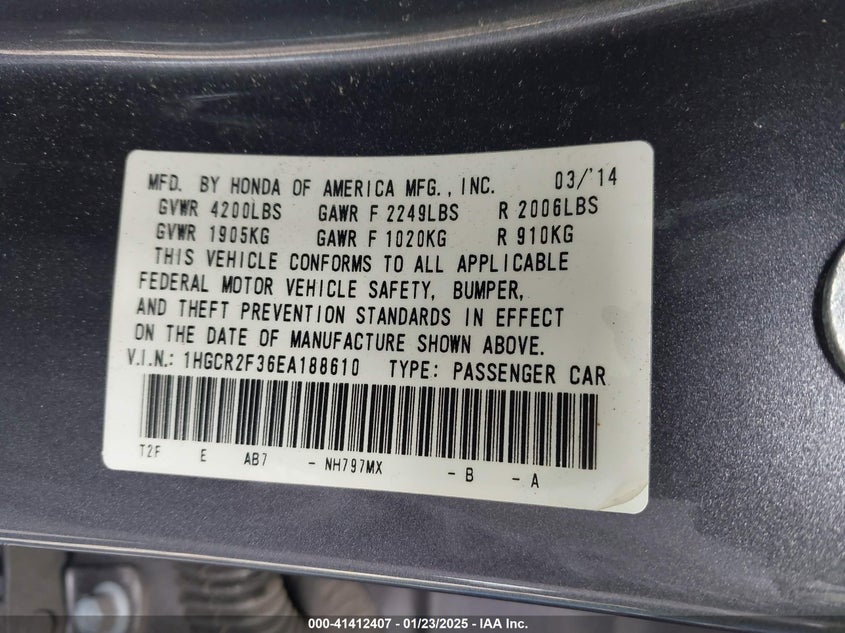 MFD. BY HONDA OF AMERICA MFG., INC. 03/'14
GVWR 4200LBS GAWR F 2249LBS R 2006LBS
GVWR 1905KG GAWR F 1020KG R 910KG
THIS VEHICLE CONFORMS TO ALL APPLICABLE
FEDERAL MOTOR VEHICLE SAFETY, BUMPER,
AND THEFT PREVENTION STANDARDS IN EFFECT
ON THE DATE OF MANUFACTURE SHOWN ABOVE.
V.I.N.: 1HGCR2F36EA188610 TYPE: PASSENGER CAR
T2F E AB7 - NH797MX - B - A
000-41412407 - 01/23/2025 - IAA Inc.